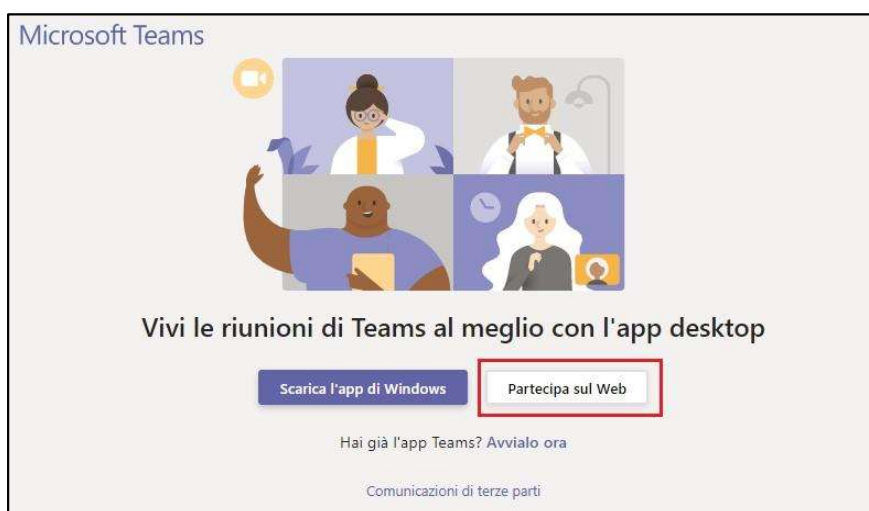 Microsoft Teams
Vivi le riunioni di Teams al meglio con l'app desktop
Scarica l'app di Windows
Partecipa sul Web
Hai già l'app Teams? Avvialo ora
Comunicazioni di terze parti